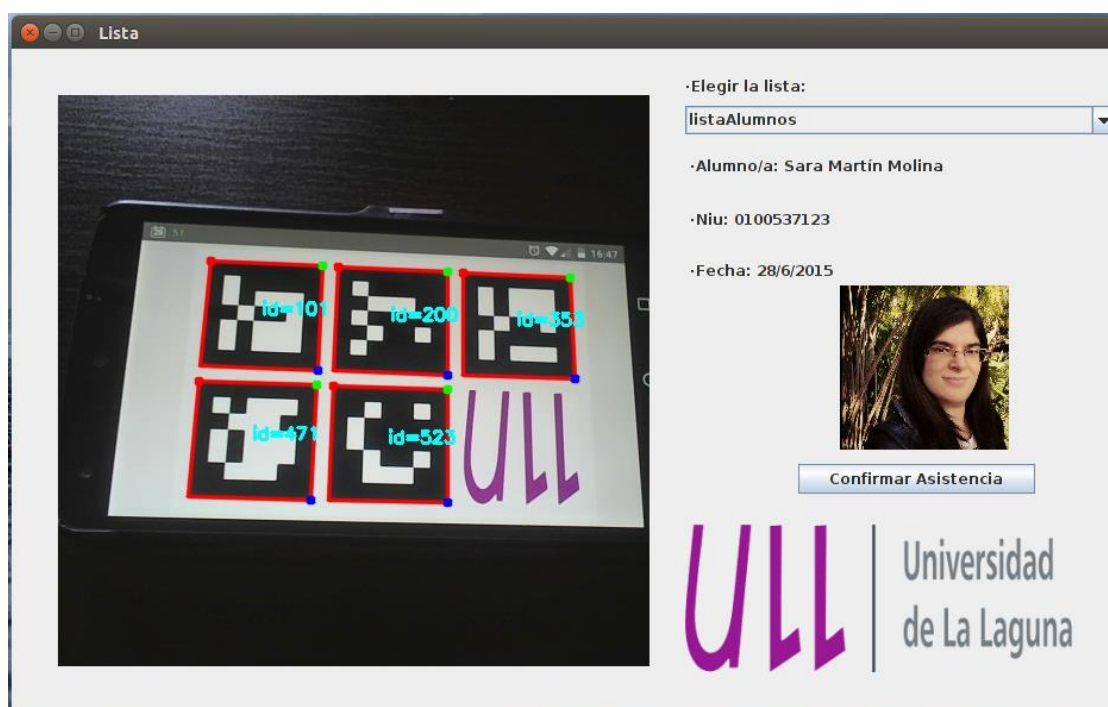 Lista
·Elegir la lista:
listaAlumnos
·Alumno/a: Sara Martín Molina
·Niu: 0100537123
·Fecha: 28/6/2015
51
16:47
id=101
id=200
id=353
id=471
id=523
ULL
Confirmar Asistencia
ULL
Universidad
de La Laguna